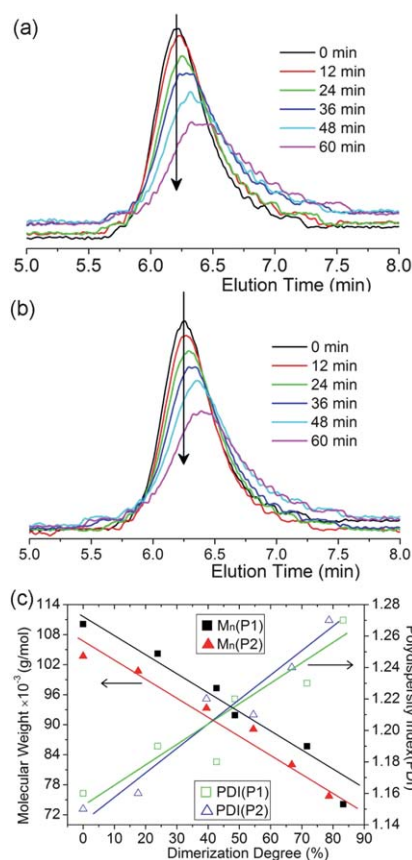 (a)
0 min
12 min
24 min
36 min
48 min
60 min
5.0 5.5 6.0 6.5 7.0 7.5 8.0
Elution Time (min)
(b)
0 min
12 min
24 min
36 min
48 min
60 min
5.0 5.5 6.0 6.5 7.0 7.5 8.0
Elution Time (min)
(c)
114
108
102
96
90
84
78
72
Molecular Weight ×10⁻³ (g/mol)
Mn(P1)
Mn(P2)
PDI(P1)
PDI(P2)
1.28
1.26
1.24
1.22
1.20
1.18
1.16
1.14
Ploydispersity Index(PDI)
0 10 20 30 40 50 60 70 80 90
Dimerization Degree (%)